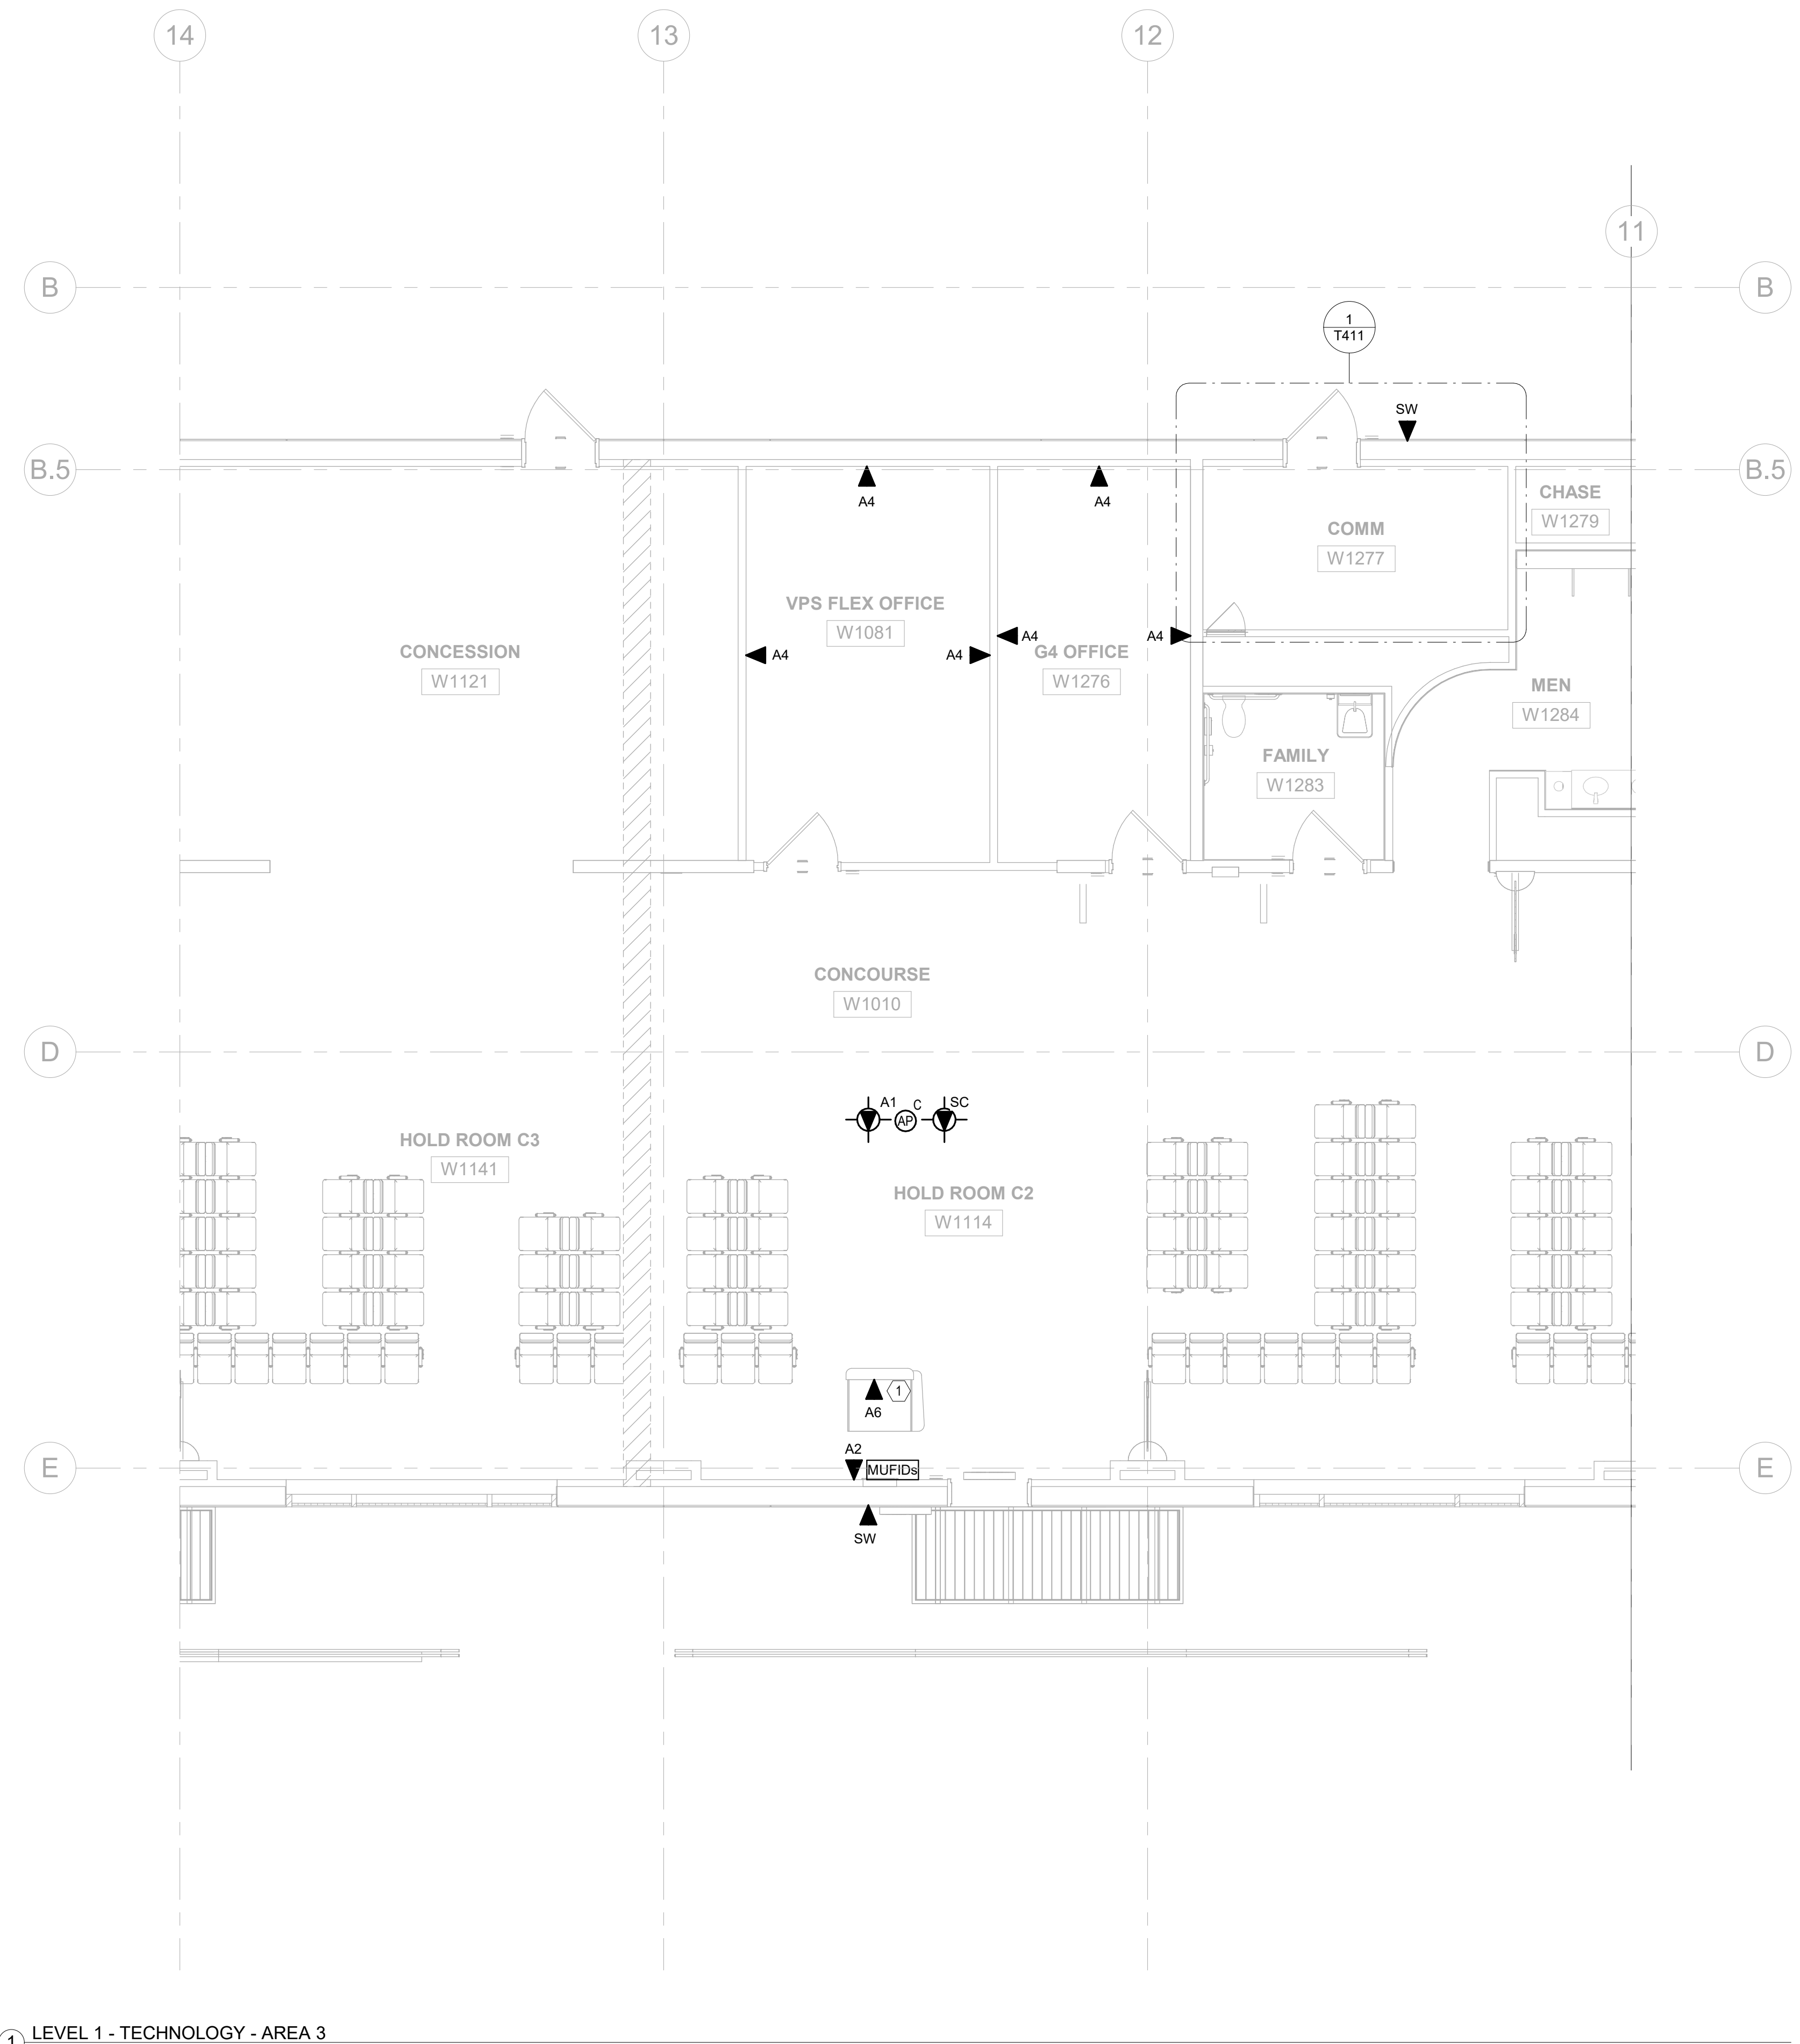 14
13
12
11
B
B
1
T411
SW
B.5
B.5
A4
A4
CHASE
W1279
COMM
W1277
VPS FLEX OFFICE
W1081
A4
A4
CONCESSION
W1121
A4
A4
G4 OFFICE
W1276
MEN
W1284
FAMILY
W1283
CONCOURSE
W1010
D
D
A1
C
SC
AP
HOLD ROOM C3
W1141
HOLD ROOM C2
W1114
1
A6
A2
MUFIDs
E
E
SW
LEVEL 1 - TECHNOLOGY - AREA 3
1